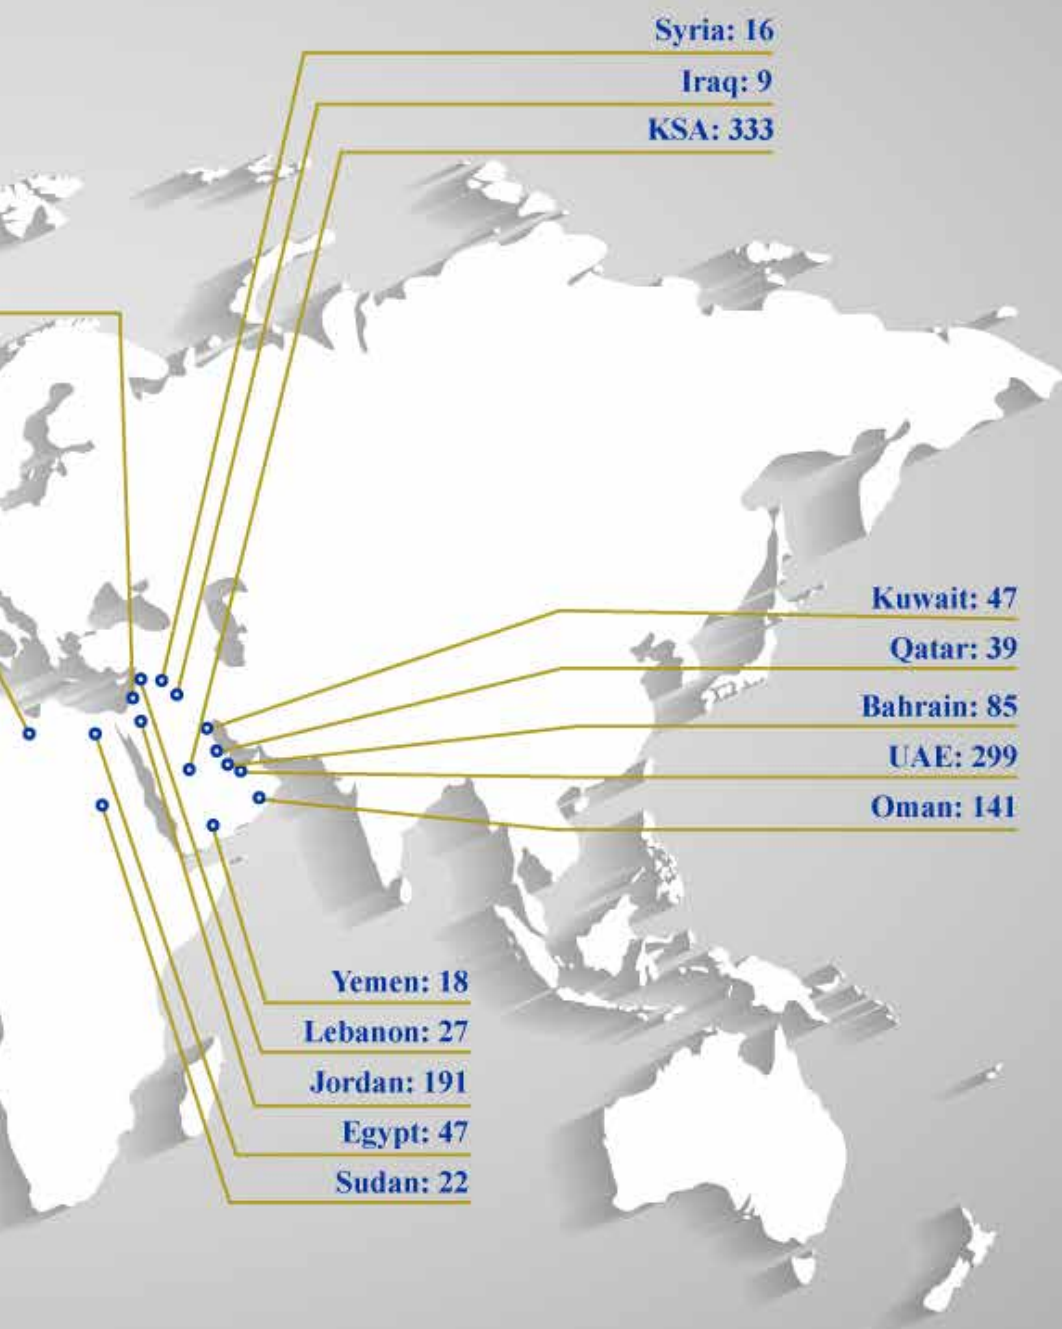 Syria: 16
Iraq: 9
KSA: 333
Kuwait: 47
Qatar: 39
Bahrain: 85
UAE: 299
Oman: 141
Yemen: 18
Lebanon: 27
Jordan: 191
Egypt: 47
Sudan: 22